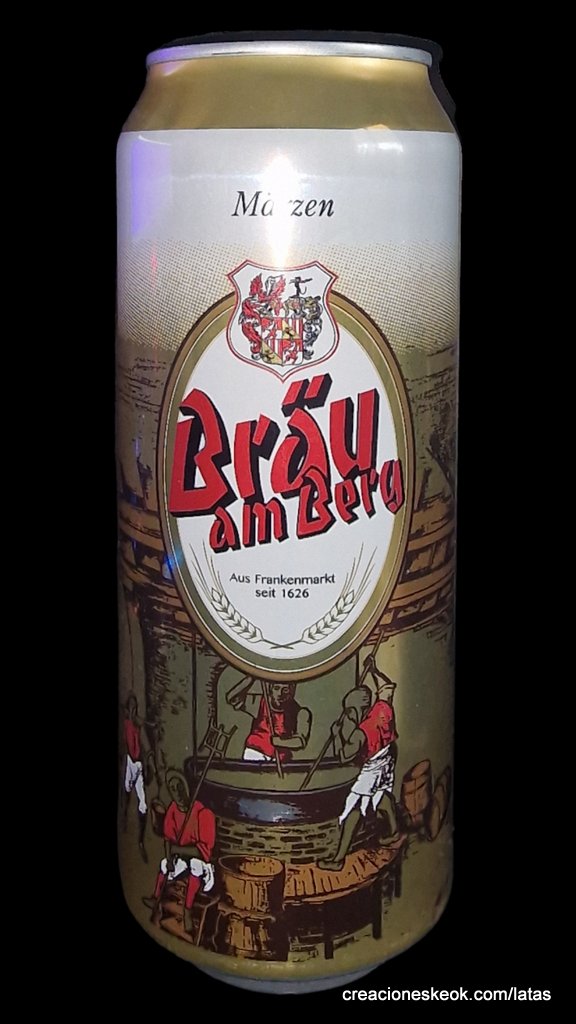 Märzen
Bräu
am Berg
Aus Frankenmarkt
seit 1626
creacioneskeok.com/latas